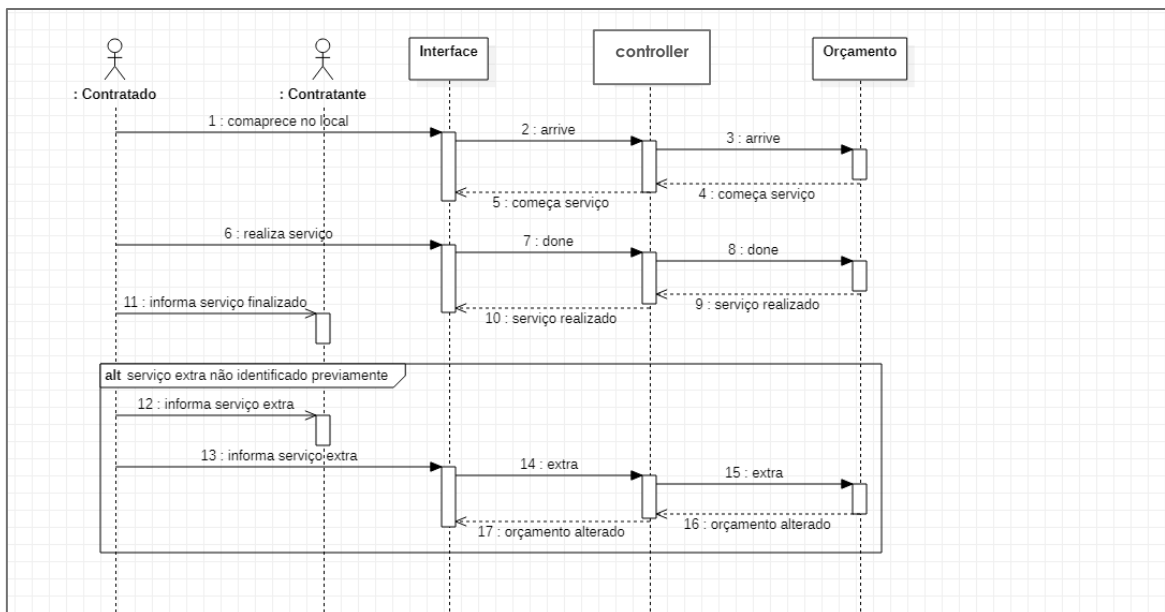 Interface
controller
Orçamento
: Contratado
: Contratante
1 : comaprece no local
2 : arrive
3 : arrive
4 : começa serviço
5 : começa serviço
6 : realiza serviço
7 : done
8 : done
9 : serviço realizado
10 : serviço realizado
11 : informa serviço finalizado
alt serviço extra não identificado previamente
12 : informa serviço extra
13 : informa serviço extra
14 : extra
15 : extra
16 : orçamento alterado
17 : orçamento alterado